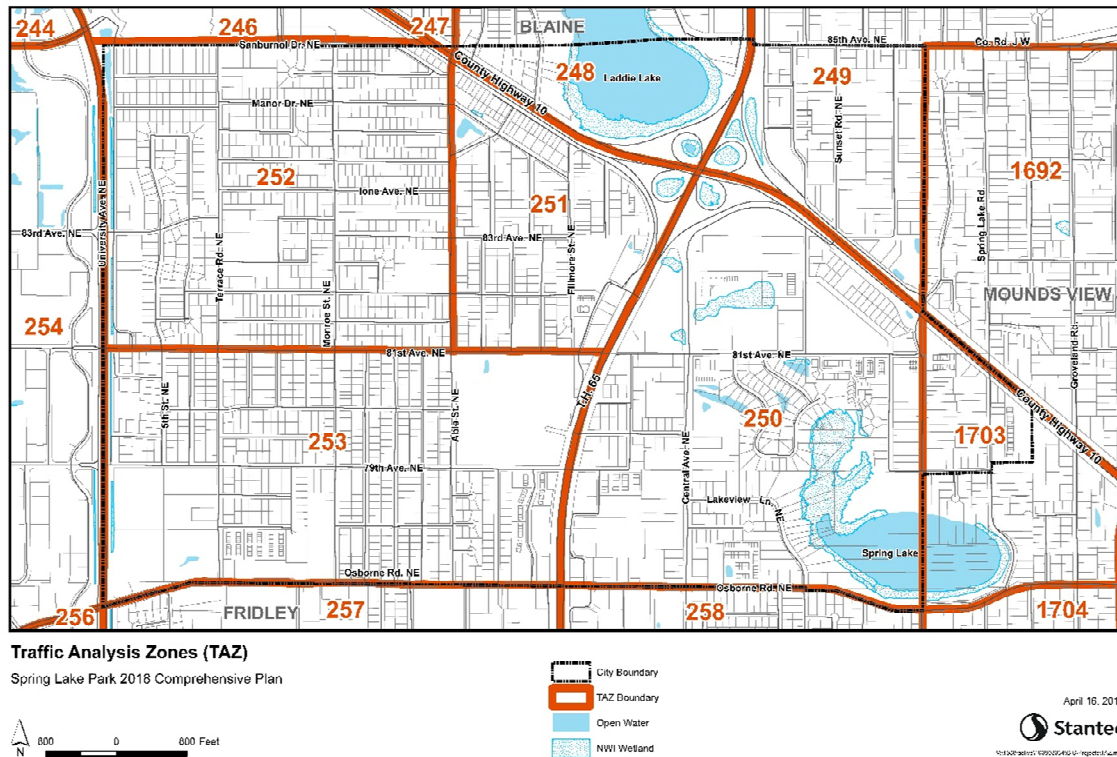 244
246
247
BLAINE
Sanburnol Dr. NE
85th Ave. NE
Co. Rd. J W
County Highway 10
248
Laddie Lake
249
Manor Dr. NE
Sunset Rd. NE
252
1692
Ione Ave. NE
251
University Ave NE
Spring Lake Rd.
83rd Ave. NE
83rd Ave. NE
Terrace Rd. NE
Fillmore St. NE
Monroe St. NE
MOUNDS VIEW
254
Groveland Rd.
81st Ave. NE
81st Ave. NE
T.H. 65
5th St. NE
Able St. NE
250
County Highway 10
253
1703
79th Ave. NE
Central Ave. NE
Lakeview Ln. NE
Spring Lake
Osborne Rd. NE
Osborne Rd. NE
256
FRIDLEY
257
258
1704
Traffic Analysis Zones (TAZ)
Spring Lake Park 2018 Comprehensive Plan
City Boundary
TAZ Boundary
Open Water
NWI Wetland
N
800 0 800 Feet
April 16, 201
Stantec